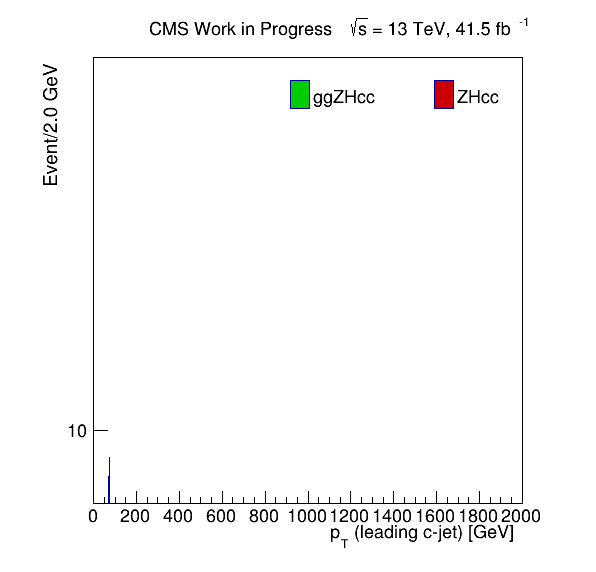 CMS Work in Progress √s = 13 TeV, 41.5 fb⁻¹
Event/2.0 GeV
ggZHcc ZHcc
10
0 200 400 600 800 1000 1200 1400 1600 1800 2000
p_T (leading c-jet) [GeV]